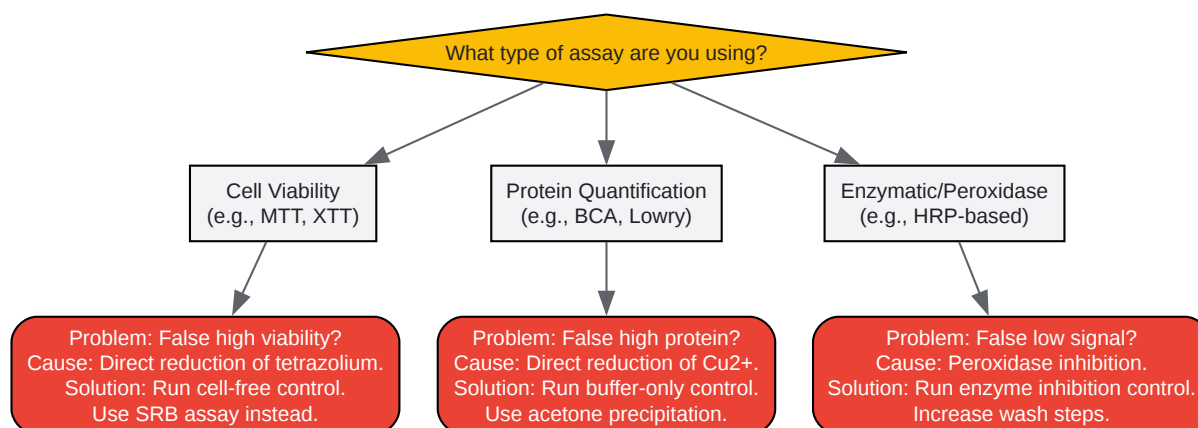 What type of assay are you using?
Cell Viability
(e.g., MTT, XTT)
Protein Quantification
(e.g., BCA, Lowry)
Enzymatic/Peroxidase
(e.g., HRP-based)
Problem: False high viability?
Cause: Direct reduction of tetrazolium.
Solution: Run cell-free control.
Use SRB assay instead.
Problem: False high protein?
Cause: Direct reduction of Cu2+.
Solution: Run buffer-only control.
Use acetone precipitation.
Problem: False low signal?
Cause: Peroxidase inhibition.
Solution: Run enzyme inhibition control.
Increase wash steps.